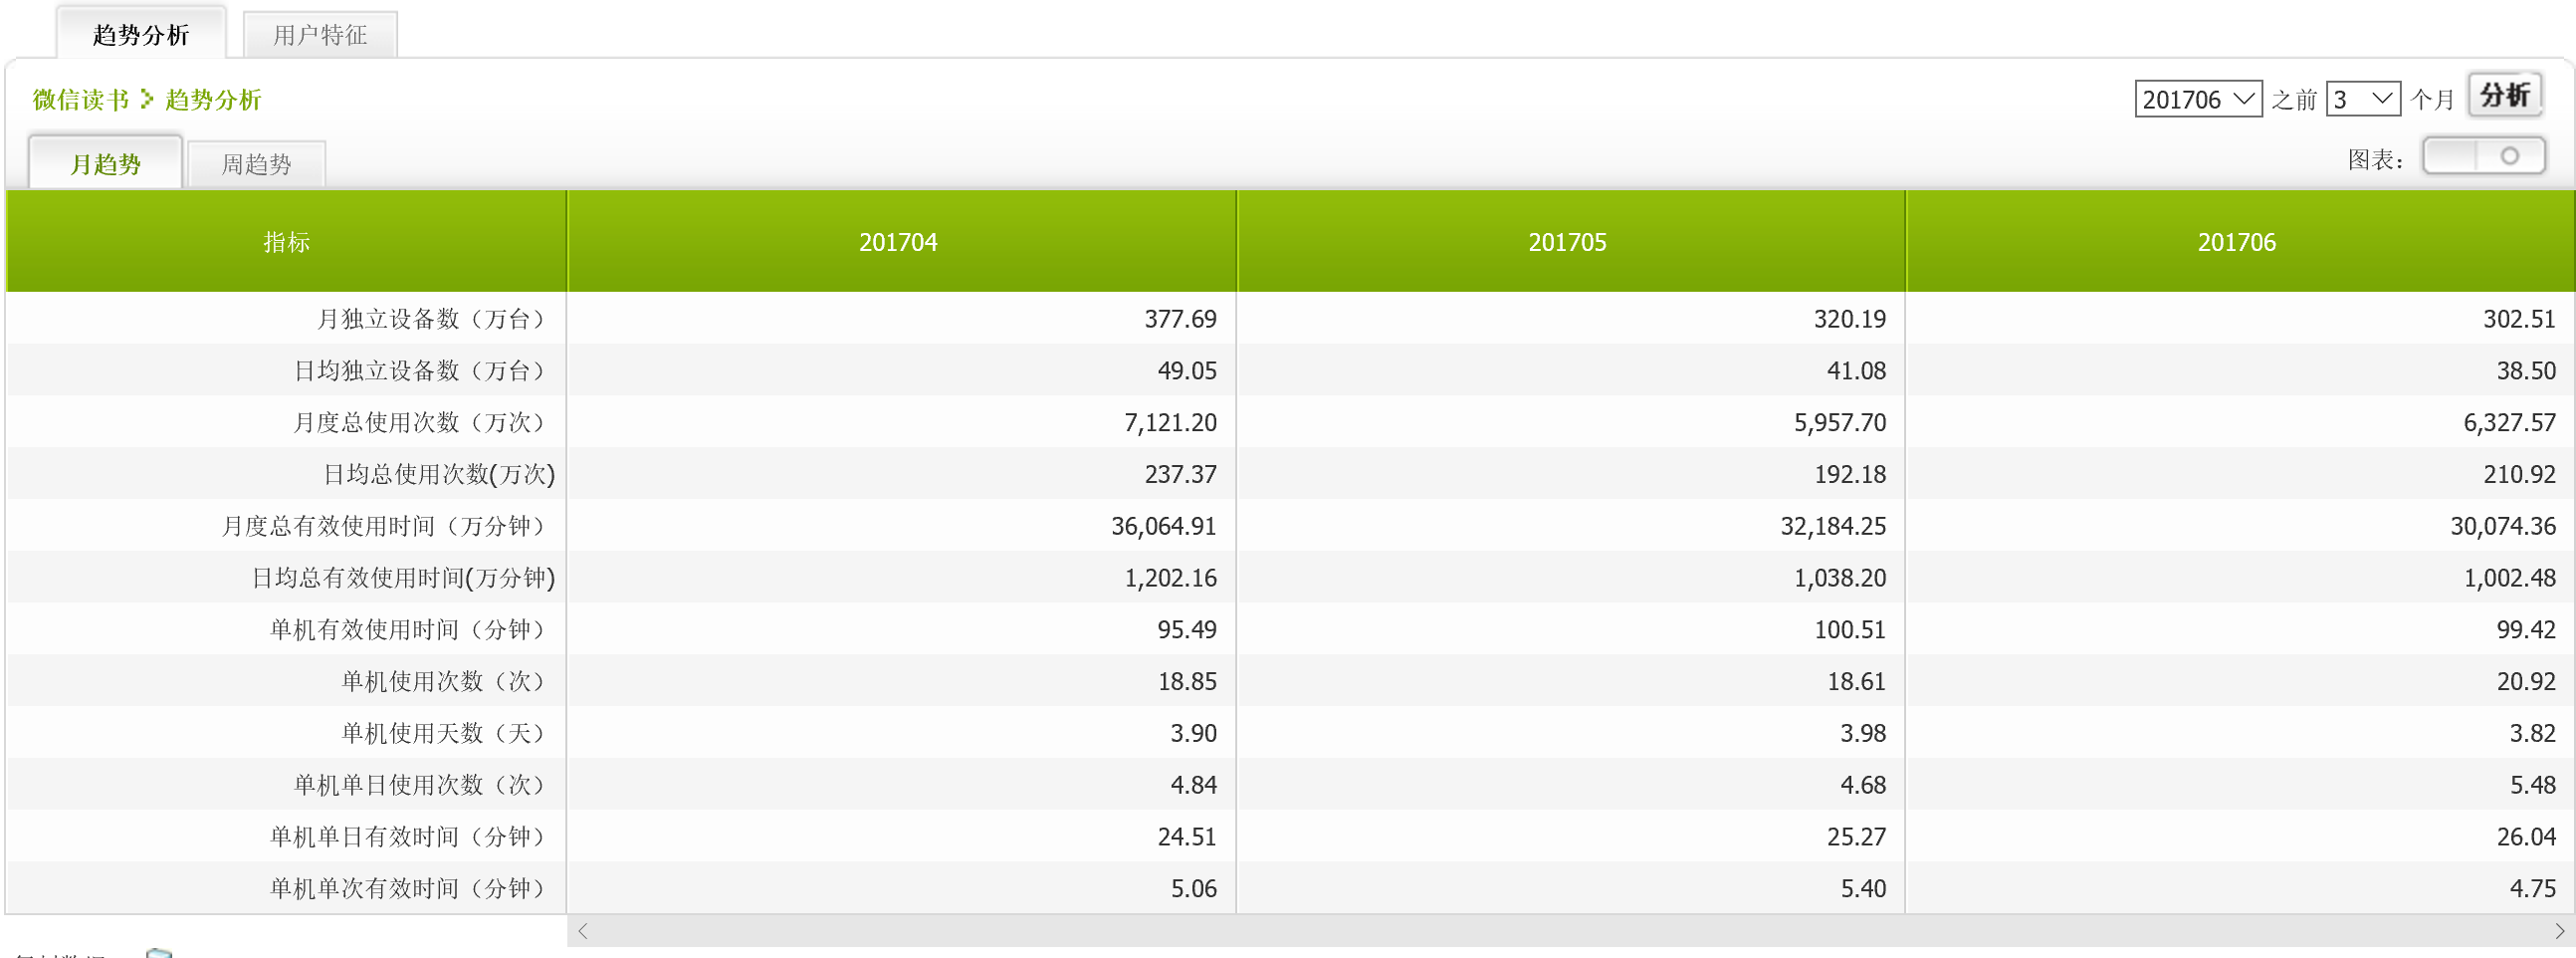 趋势分析 用户特征
微信读书 趋势分析 201706 之前 3 个月 分析
月趋势 周趋势 图表：
指标 201704 201705 201706
月独立设备数（万台） 377.69 320.19 302.51
日均独立设备数（万台） 49.05 41.08 38.50
月度总使用次数（万次） 7,121.20 5,957.70 6,327.57
日均总使用次数(万次) 237.37 192.18 210.92
月度总有效使用时间（万分钟） 36,064.91 32,184.25 30,074.36
日均总有效使用时间(万分钟) 1,202.16 1,038.20 1,002.48
单机有效使用时间（分钟） 95.49 100.51 99.42
单机使用次数（次） 18.85 18.61 20.92
单机使用天数（天） 3.90 3.98 3.82
单机单日使用次数（次） 4.84 4.68 5.48
单机单日有效时间（分钟） 24.51 25.27 26.04
单机单次有效时间（分钟） 5.06 5.40 4.75